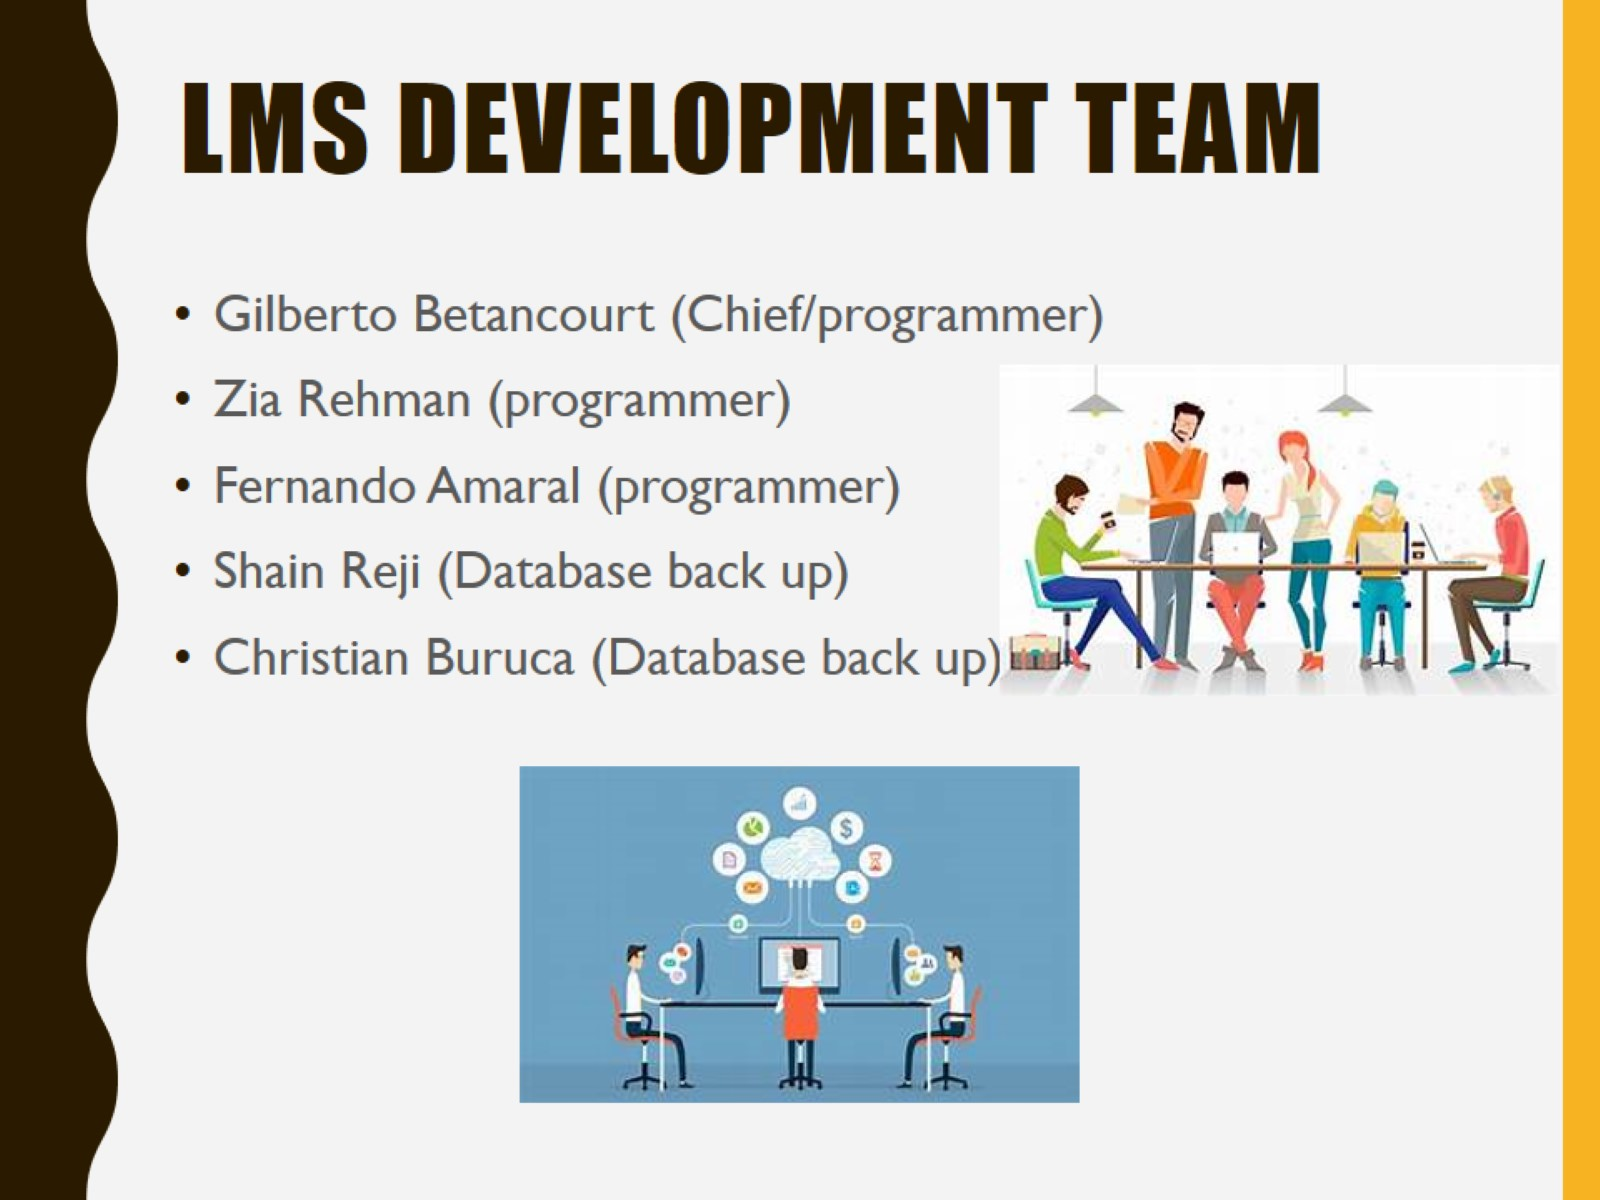 LMS DEVELOPMENT TEAM
• Gilberto Betancourt (Chief/programmer)
• Zia Rehman (programmer)
• Fernando Amaral (programmer)
• Shain Reji (Database back up)
• Christian Buruca (Database back up)
$